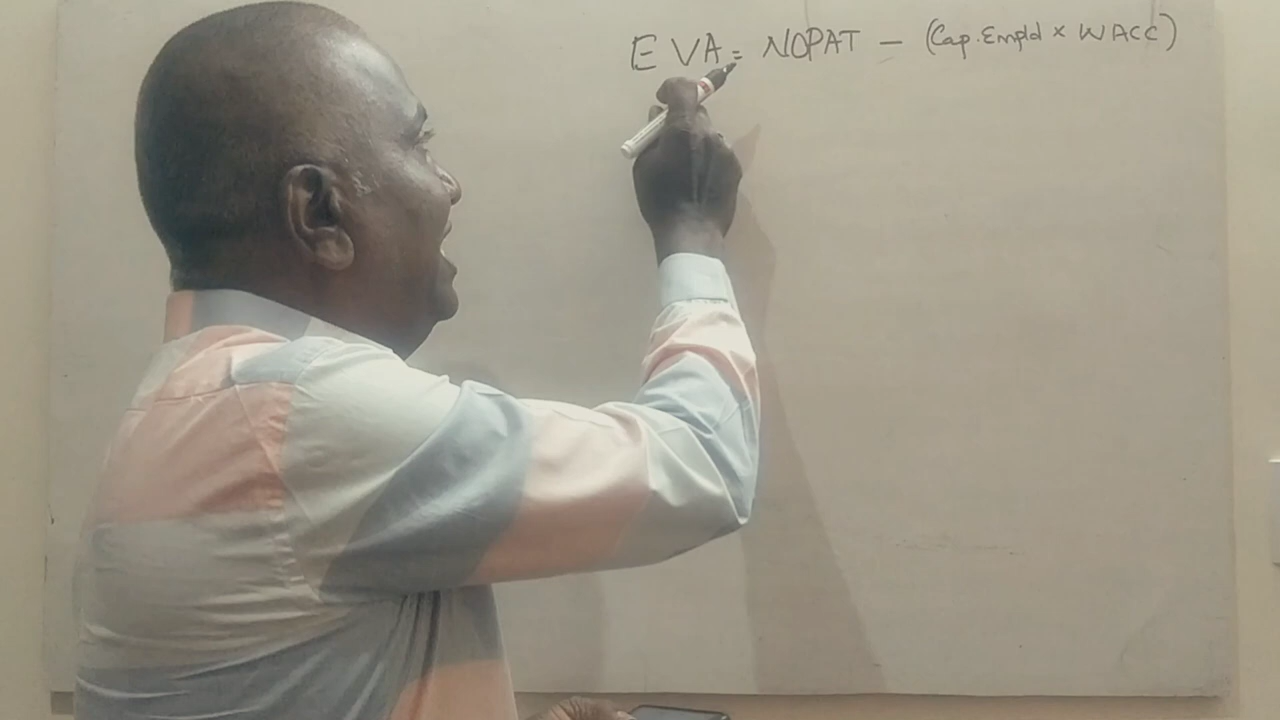 EVA = NOPAT – (Cap. Empld × WACC)